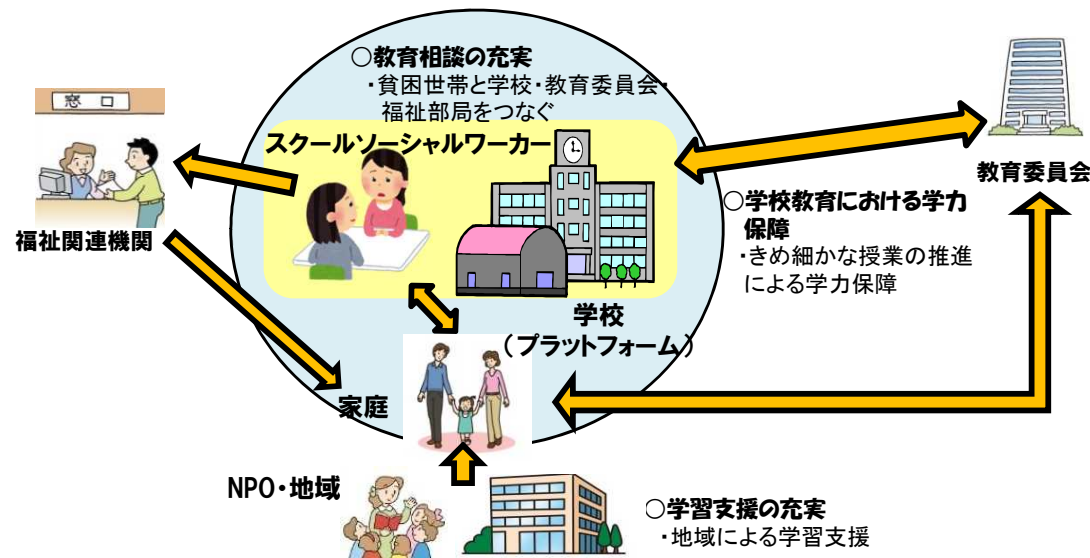 ○教育相談の充実
・貧困世帯と学校・教育委員会・
福祉部局をつなぐ
窓口
スクールソーシャルワーカー
福祉関連機関
教育委員会
○学校教育における学力
保障
・きめ細かな授業の推進
による学力保障
学校
(プラットフォーム)
家庭
NPO・地域
○学習支援の充実
・地域による学習支援